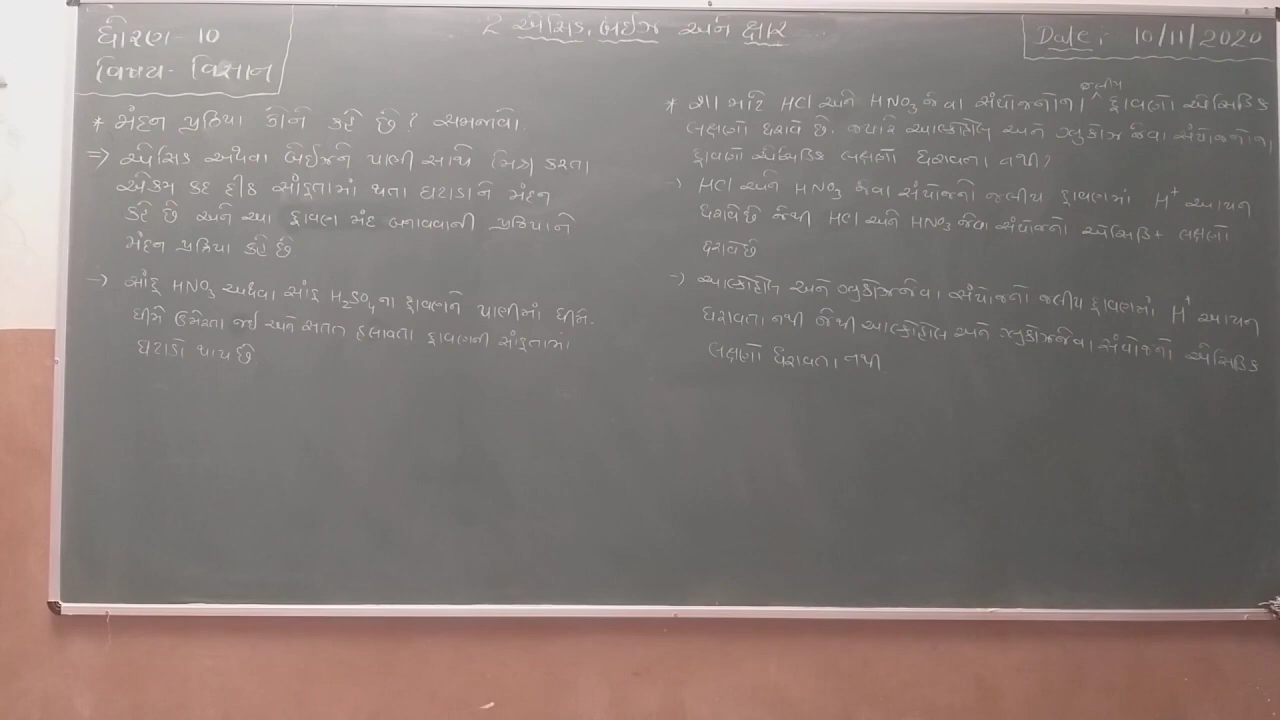 ધોરણ - 10
વિષય - વિજ્ઞાન
2 એસિડ, બેઈઝ અને ક્ષાર
Date: 10/11/2020
* મંદન પ્રક્રિયા કોને કહે છે? સમજાવો.
⇒ એસિડ અથવા બેઈઝને પાણી સાથે મિશ્ર કરતા
એકમ કદ દીઠ સાંદ્રતામાં થતા ઘટાડાને મંદન
કહે છે અને આ દ્રાવણ મંદ બનાવવાની પ્રક્રિયાને
મંદન પ્રક્રિયા કહે છે
→ સાંદ્ર HNO₃ અથવા સાંદ્ર H₂SO₄ ના દ્રાવણને પાણીમાં ધીમે-
ધીમે ઉમેરતા જઈ અને સતત હલાવતા દ્રાવણની સાંદ્રતામાં
ઘટાડો થાય છે
* શા માટે HCl અને HNO₃ જેવા સંયોજનોના જલીય દ્રાવણો એસિડિક
લક્ષણો ધરાવે છે. જ્યારે આલ્કોહોલ અને ગ્લુકોઝ જેવા સંયોજનોના
દ્રાવણો એસિડિક લક્ષણો ધરાવતા નથી?
→ HCl અને HNO₃ જેવા સંયોજનો જલીય દ્રાવણમાં H⁺ આયન
ધરાવે છે જેથી HCl અને HNO₃ જેવા સંયોજનો એસિડિક લક્ષણો
ધરાવે છે
→ આલ્કોહોલ અને ગ્લુકોઝ જેવા સંયોજનો જલીય દ્રાવણમાં H⁺ આયન
ધરાવતા નથી જેથી આલ્કોહોલ અને ગ્લુકોઝ જેવા સંયોજનો એસિડિક
લક્ષણો ધરાવતા નથી